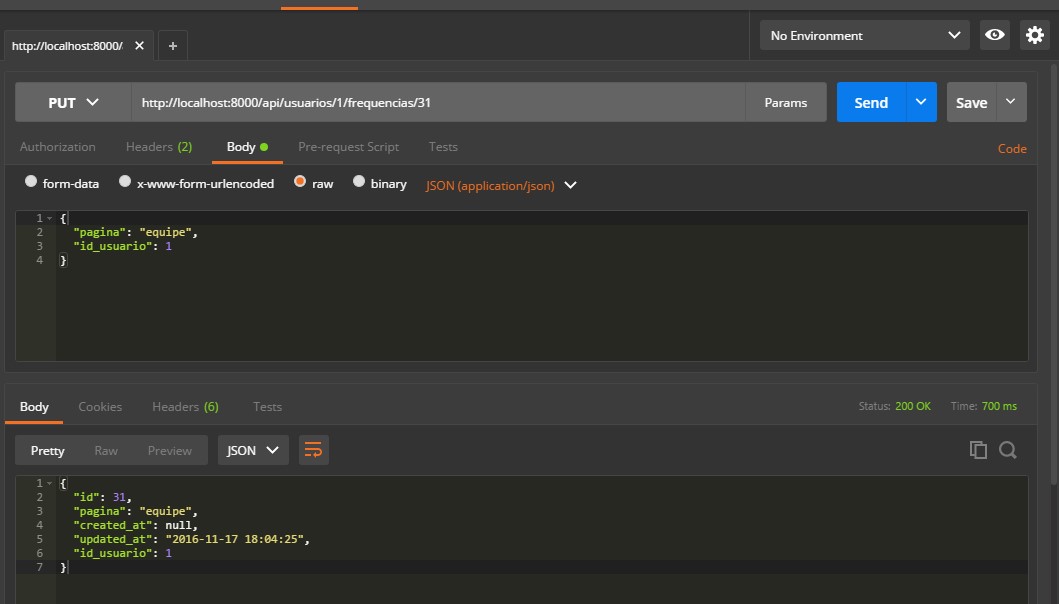 No Environment
http://localhost:8000/ ✕ +
PUT http://localhost:8000/api/usuarios/1/frequencias/31 Params Send Save
Authorization Headers (2) Body Pre-request Script Tests Code
form-data x-www-form-urlencoded raw binary JSON (application/json)
1 {
2 "pagina": "equipe",
3 "id_usuario": 1
4 }
Body Cookies Headers (6) Tests Status: 200 OK Time: 700 ms
Pretty Raw Preview JSON
1 {
2 "id": 31,
3 "pagina": "equipe",
4 "created_at": null,
5 "updated_at": "2016-11-17 18:04:25",
6 "id_usuario": 1
7 }